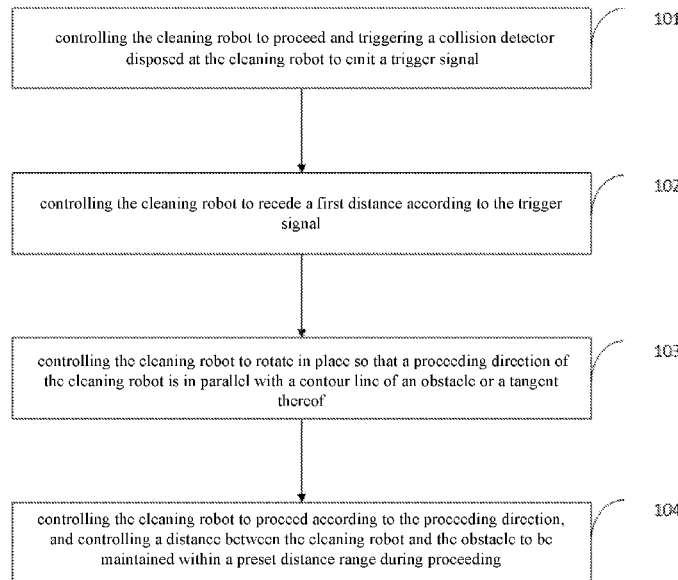 controlling the cleaning robot to proceed and triggering a collision detector
disposed at the cleaning robot to emit a trigger signal
101
controlling the cleaning robot to recede a first distance according to the trigger
signal
102
controlling the cleaning robot to rotate in place so that a proceeding direction of
the cleaning robot is in parallel with a contour line of an obstacle or a tangent
thereof
103
controlling the cleaning robot to proceed according to the proceeding direction,
and controlling a distance between the cleaning robot and the obstacle to be
maintained within a preset distance range during proceeding
104